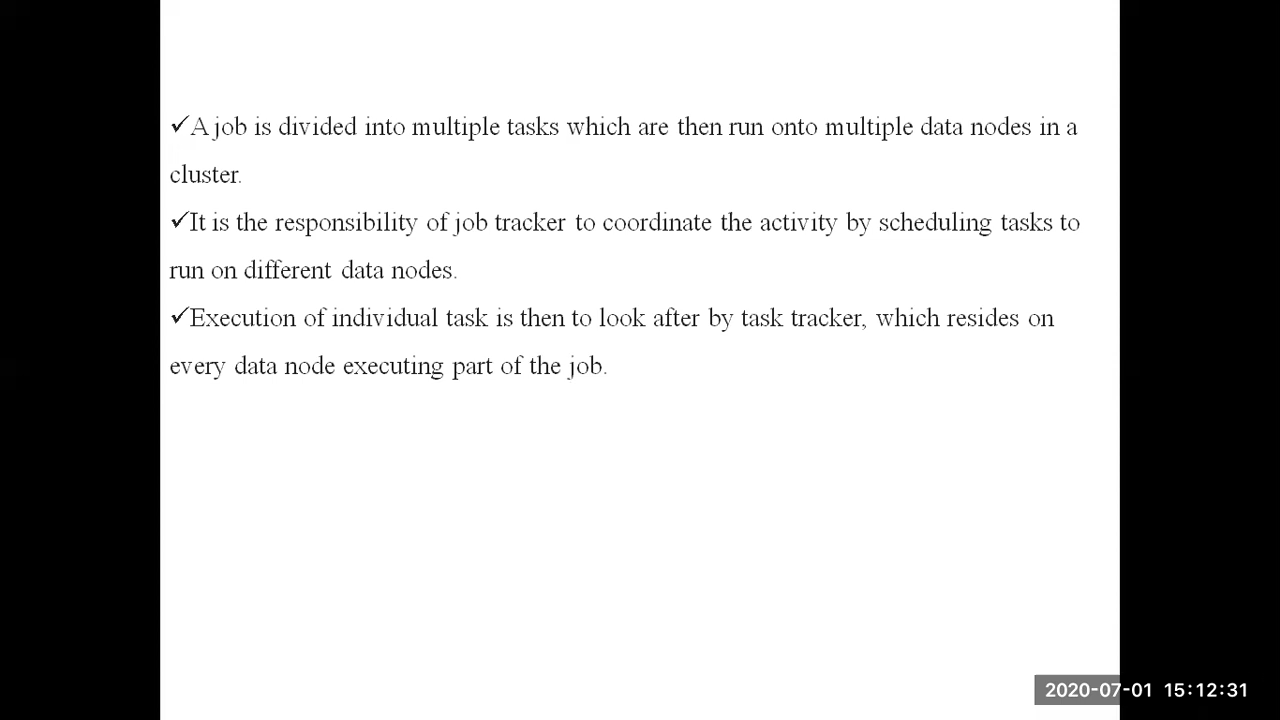 ✓A job is divided into multiple tasks which are then run onto multiple data nodes in a
cluster.
✓It is the responsibility of job tracker to coordinate the activity by scheduling tasks to
run on different data nodes.
✓Execution of individual task is then to look after by task tracker, which resides on
every data node executing part of the job.
2020-07-01 15:12:31